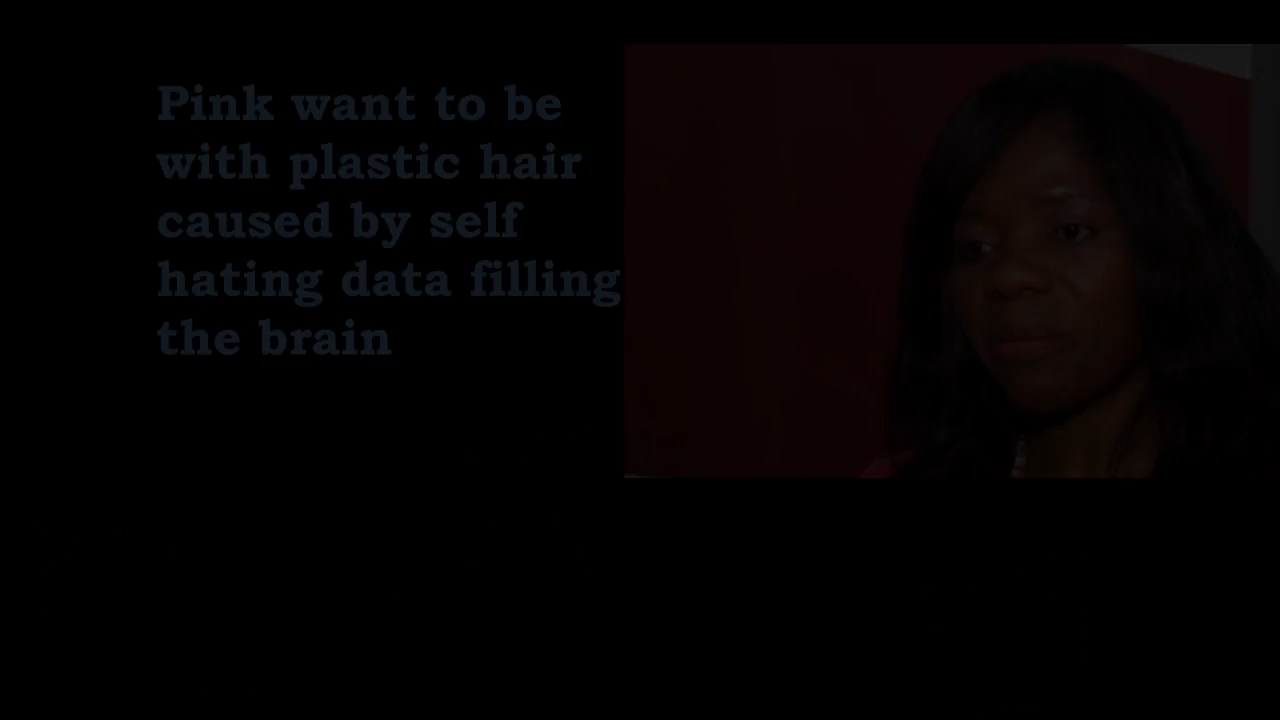 Pink want to be
with plastic hair
caused by self
hating data filling
the brain